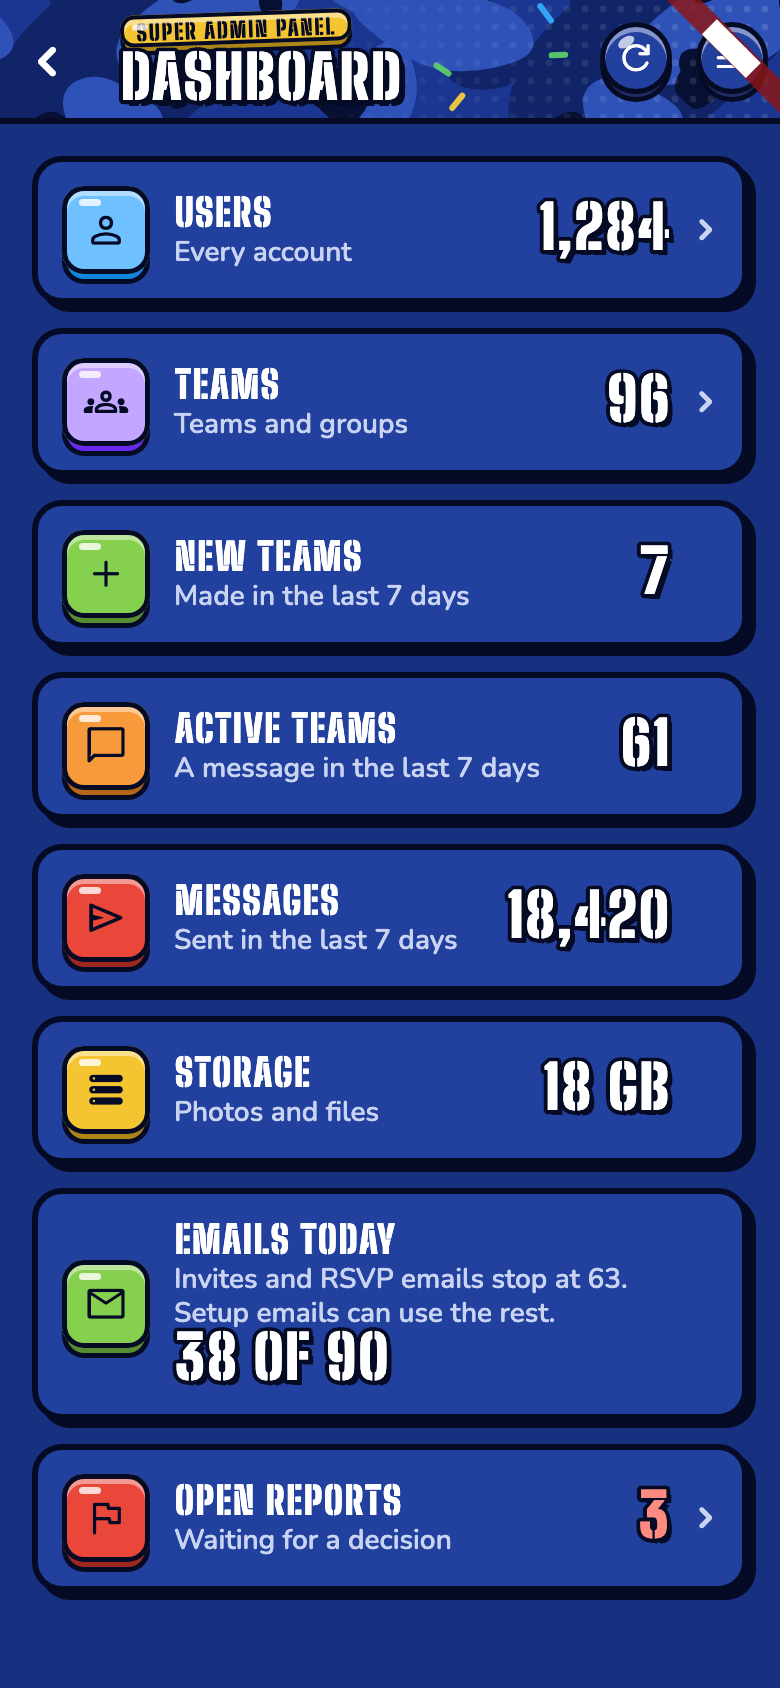 SUPER ADMIN PANEL
DASHBOARD
USERS
Every account
1,284
TEAMS
Teams and groups
96
NEW TEAMS
Made in the last 7 days
7
ACTIVE TEAMS
A message in the last 7 days
61
MESSAGES
Sent in the last 7 days
18,420
STORAGE
Photos and files
18 GB
EMAILS TODAY
Invites and RSVP emails stop at 63.
Setup emails can use the rest.
38 OF 90
OPEN REPORTS
Waiting for a decision
3